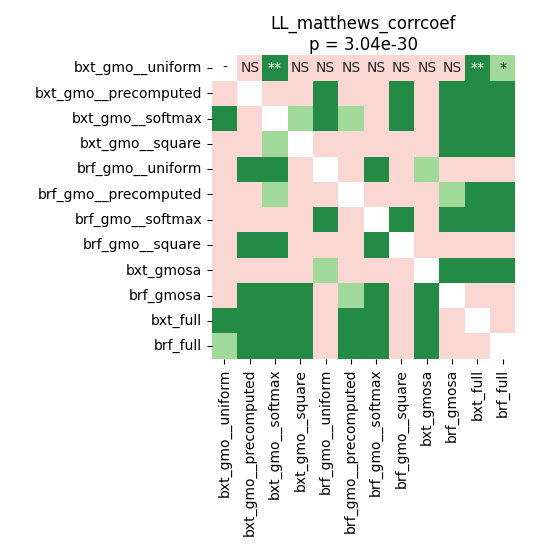 LL_matthews_corrcoef
p = 3.04e-30
bxt_gmo__uniform - NS ** NS NS NS NS NS NS NS ** *
bxt_gmo__precomputed
bxt_gmo__softmax
bxt_gmo__square
brf_gmo__uniform
brf_gmo__precomputed
brf_gmo__softmax
brf_gmo__square
bxt_gmosa
brf_gmosa
bxt_full
brf_full
bxt_gmo__uniform
bxt_gmo__precomputed
bxt_gmo__softmax
bxt_gmo__square
brf_gmo__uniform
brf_gmo__precomputed
brf_gmo__softmax
brf_gmo__square
bxt_gmosa
brf_gmosa
bxt_full
brf_full